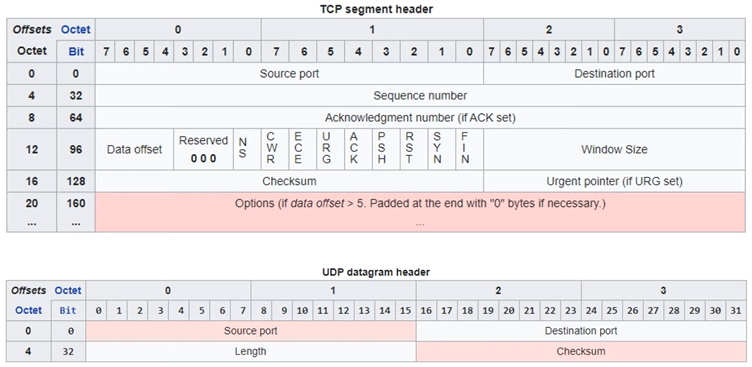 TCP segment header
Offsets Octet 0 1 2 3
Octet Bit 7 6 5 4 3 2 1 0 7 6 5 4 3 2 1 0 7 6 5 4 3 2 1 0 7 6 5 4 3 2 1 0
0 0 Source port Destination port
4 32 Sequence number
8 64 Acknowledgment number (if ACK set)
12 96 Data offset Reserved 0 0 0 NS CWR ECE URG ACK PSH RST SYN FIN Window Size
16 128 Checksum Urgent pointer (if URG set)
20 160 Options (if data offset > 5. Padded at the end with "0" bytes if necessary.)
... ... ...
UDP datagram header
Offsets Octet 0 1 2 3
Octet Bit 0 1 2 3 4 5 6 7 8 9 10 11 12 13 14 15 16 17 18 19 20 21 22 23 24 25 26 27 28 29 30 31
0 0 Source port Destination port
4 32 Length Checksum